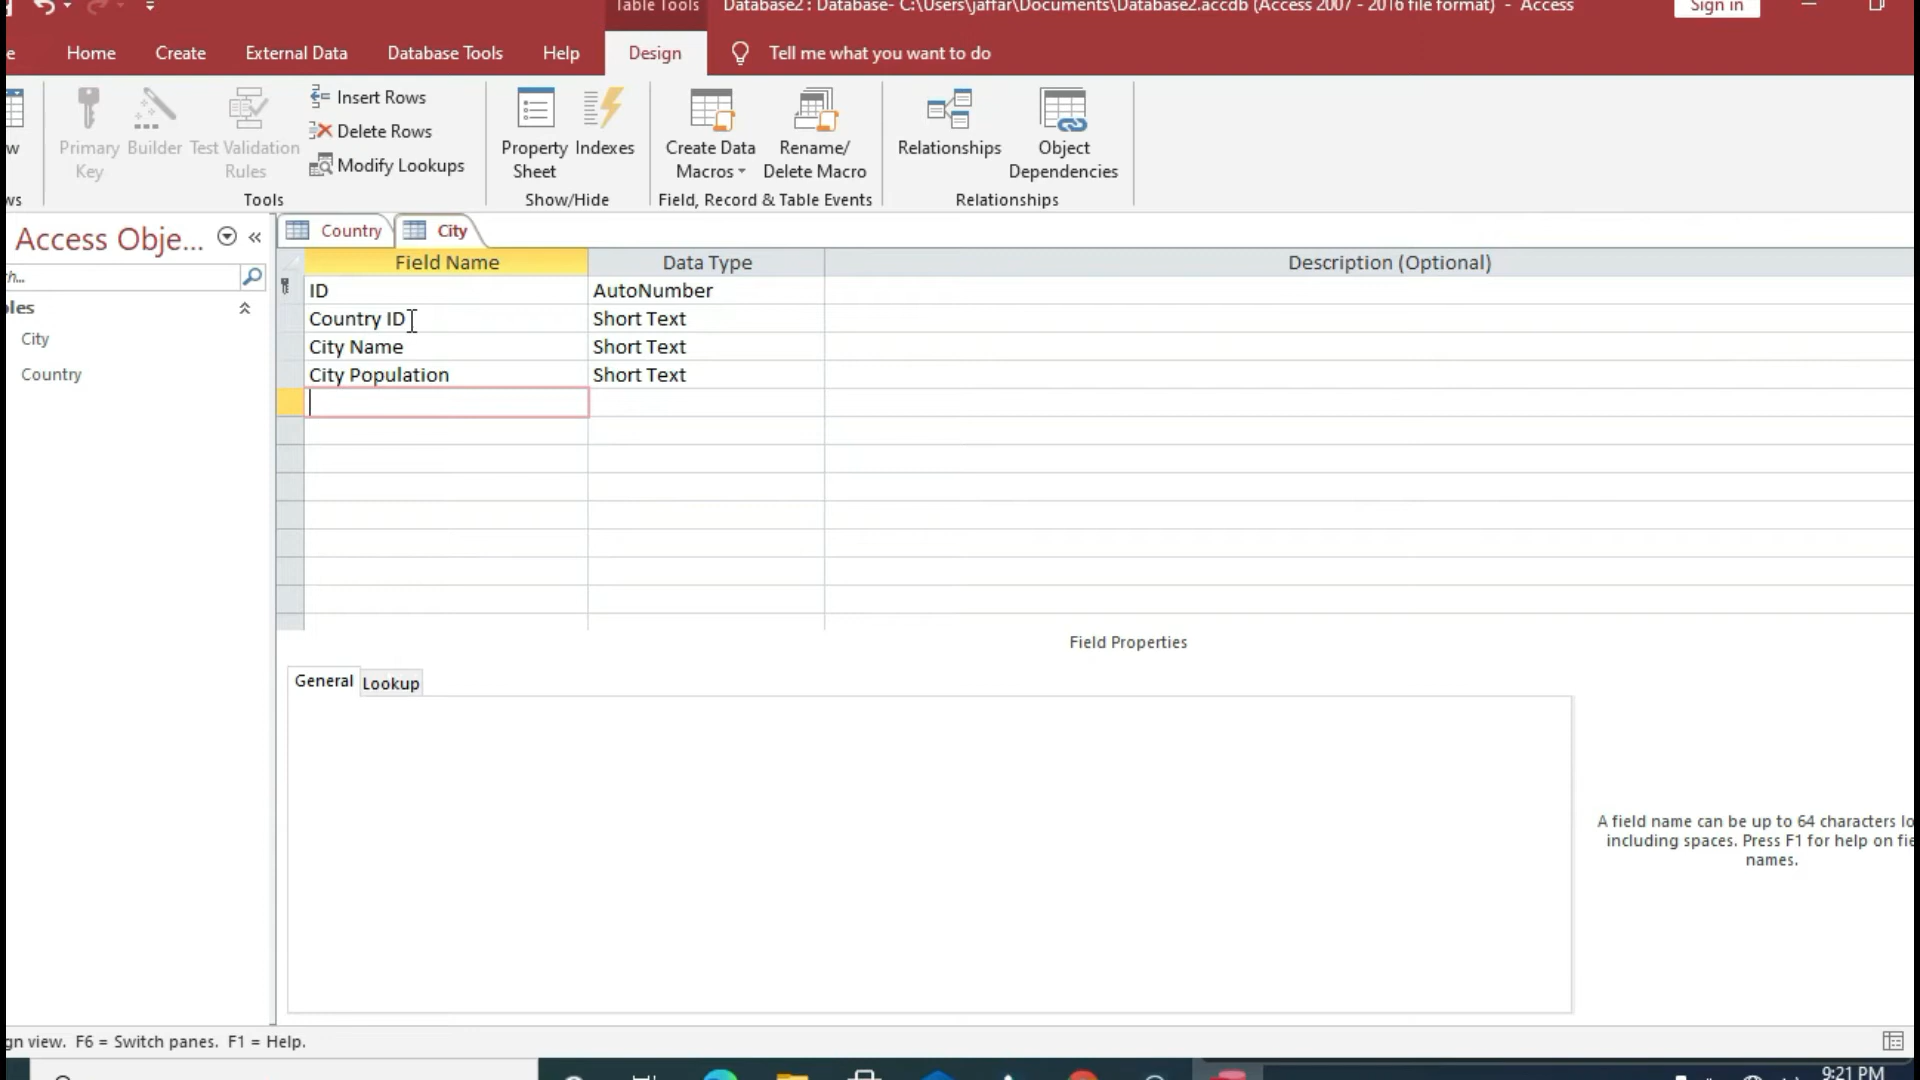 Table Tools Database2 : Database- C:\Users\jaffar\Documents\Database2.accdb (Access 2007 - 2016 file format) - Access Sign in
e Home Create External Data Database Tools Help Design Tell me what you want to do
w
ws
Primary Key
Builder
Test Validation Rules
Insert Rows
Delete Rows
Modify Lookups
Tools
Property Sheet
Indexes
Show/Hide
Create Data Macros
Rename/ Delete Macro
Field, Record & Table Events
Relationships
Object Dependencies
Relationships
Access Obje... «
h...
les
City
Country
Country City
Field Name Data Type Description (Optional)
ID AutoNumber
Country ID Short Text
City Name Short Text
City Population Short Text
Field Properties
General Lookup
A field name can be up to 64 characters lo
including spaces. Press F1 for help on fie
names.
gn view. F6 = Switch panes. F1 = Help.
9:21 PM